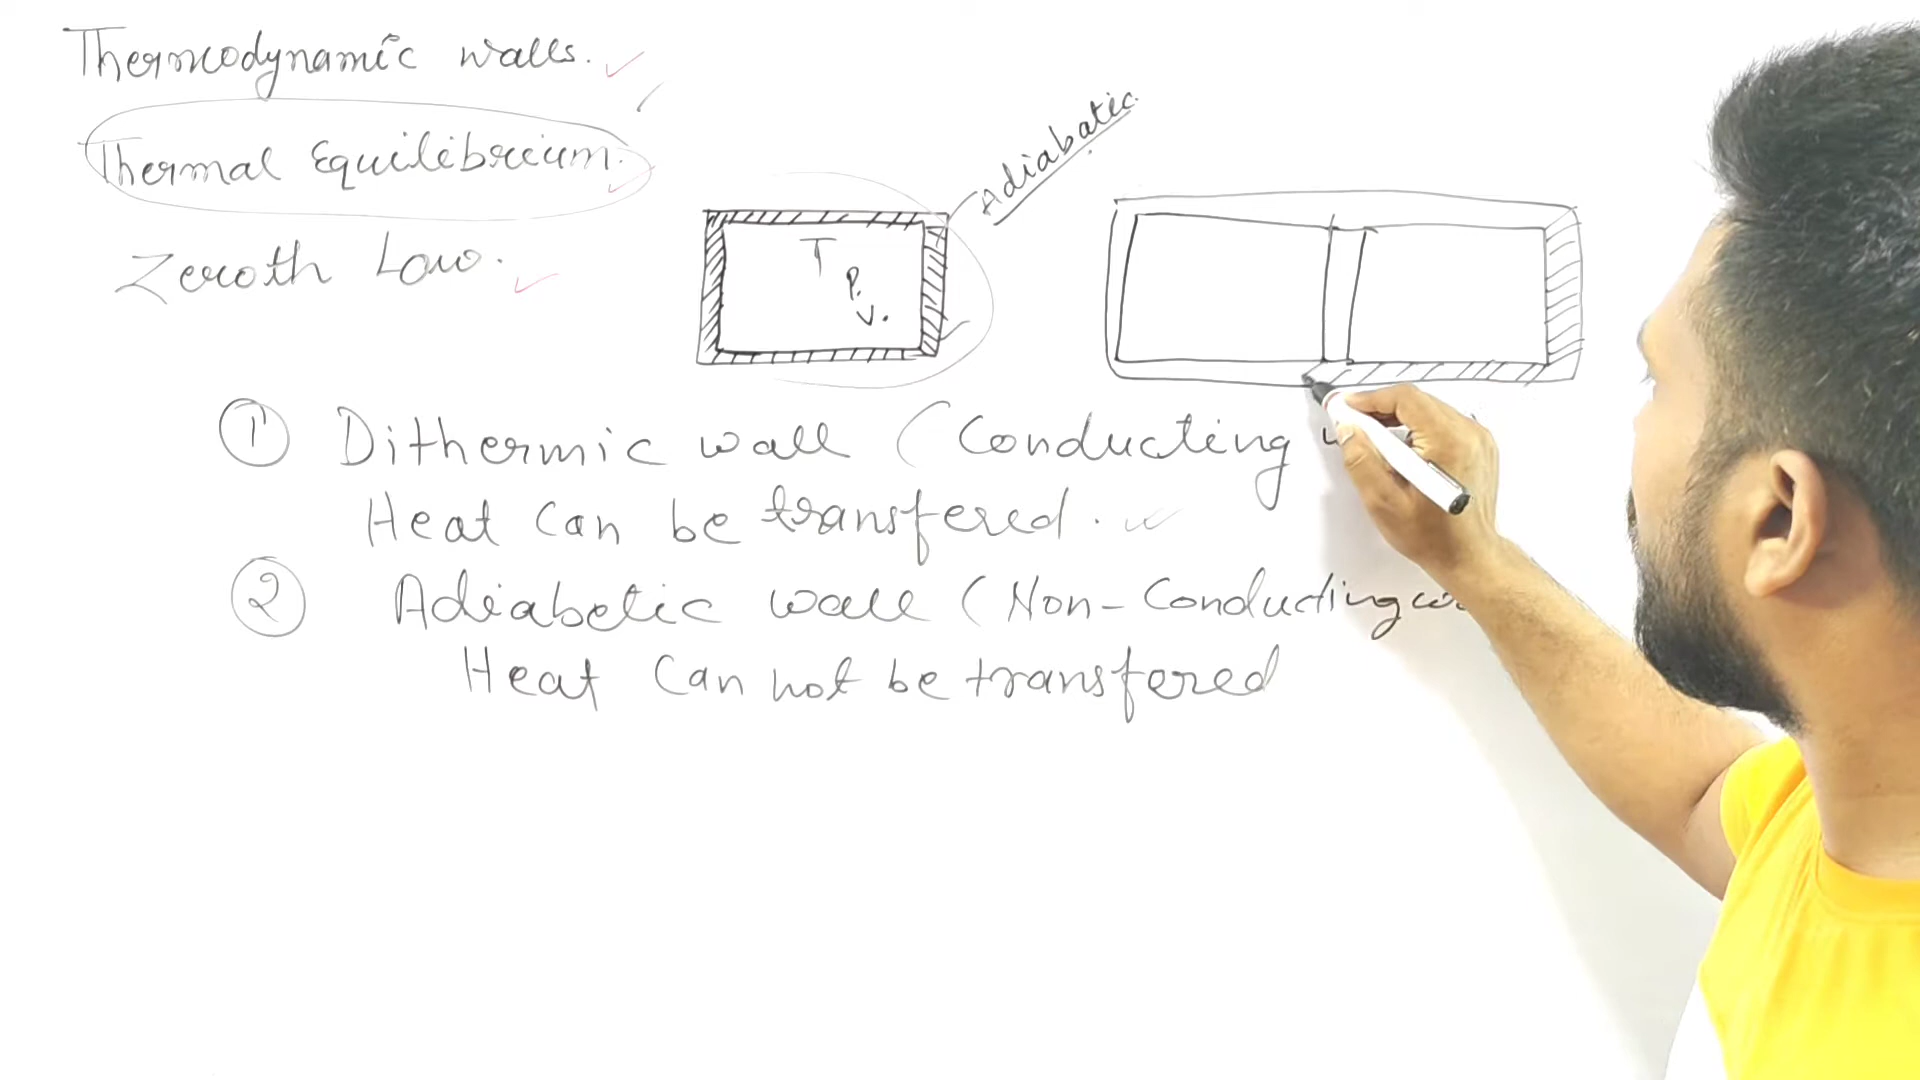 Thermodynamic walls.
Thermal Equilibrium.
Zeroth Law.
Adiabatic
T
P.
V.
① Dithermic wall (Conducting
Heat Can be transfered.
② Adiabetic wall (Non-Conducting
Heat Can not be transfered